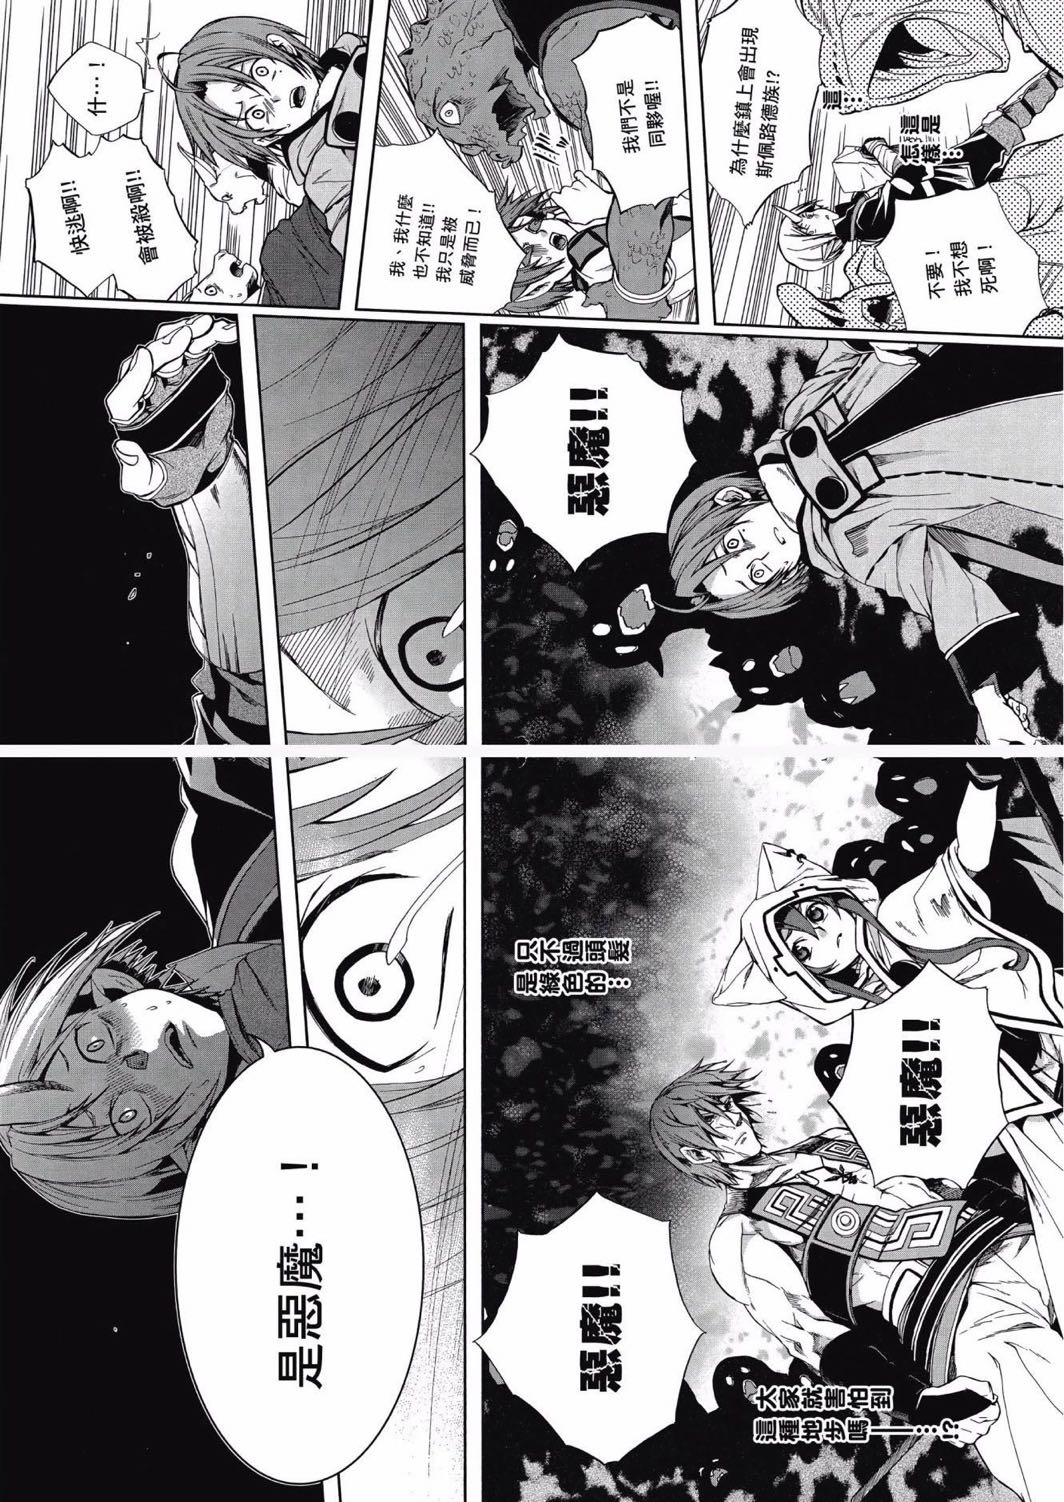 這…
這是
怎樣…
不要！
我不想
死啊！
為什麼鎮上會出現
斯佩路德族!?
我們不是
同夥喔!!
我、我什麼
也不知道!!
我只是被
威脅而已！
什…！
快逃啊!!
會被殺啊!!
惡魔!!
惡魔!!
惡魔!!
只不過頭髮
是綠色的…
大家就害怕到
這種地步嗎——…!?
是惡魔…！